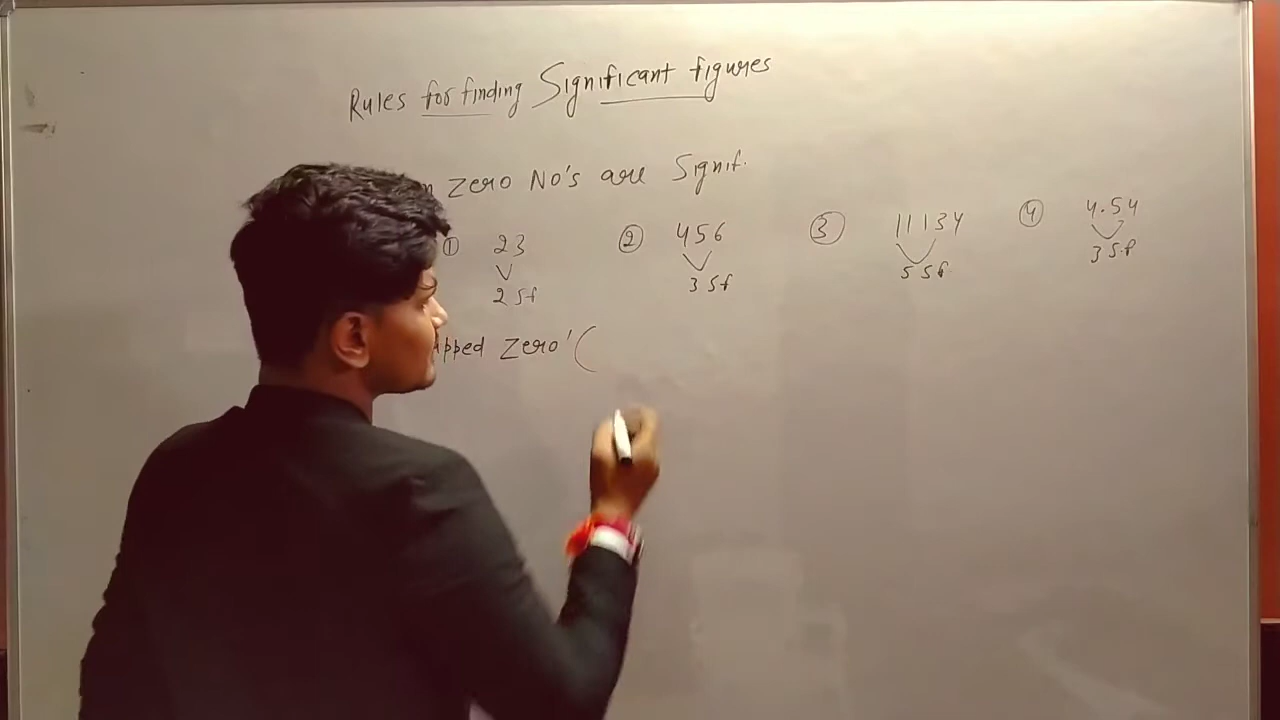 Rules for finding Significant figures
Zero No's are Signif.
① 23 ② 456 ③ 11134 ④ 4.54
2 Sf 3 Sf 5 Sf 3 S.f
pped Zero' (